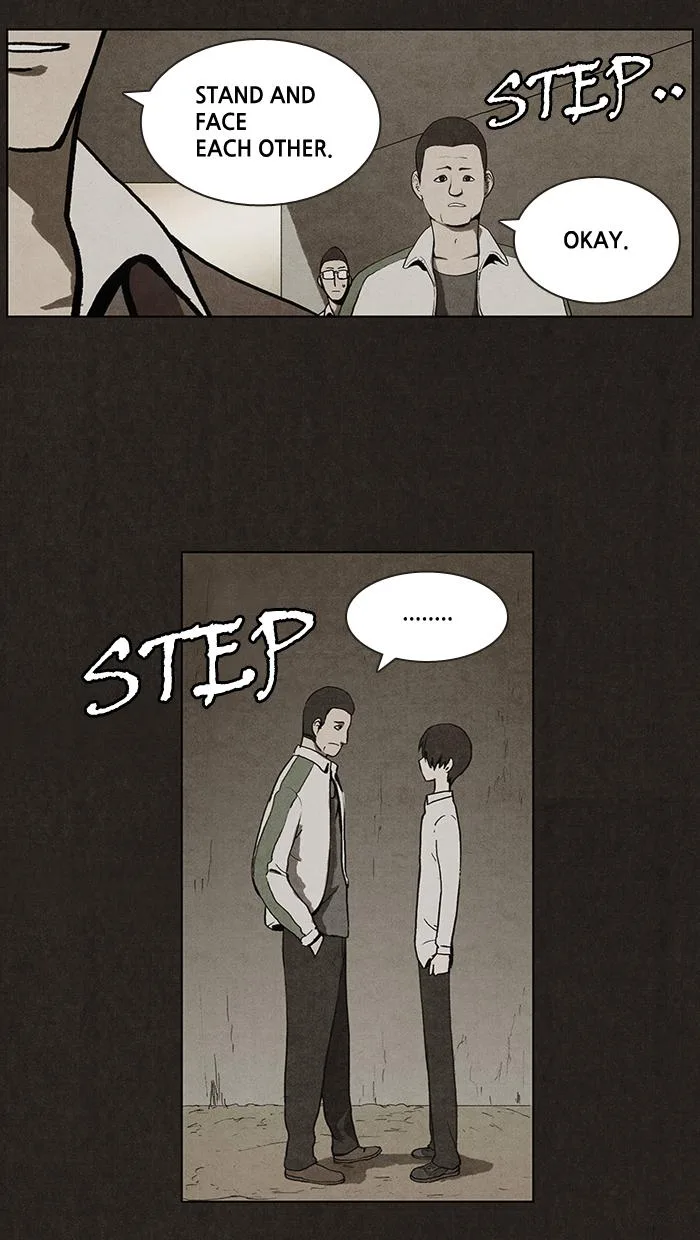 STAND AND
FACE
EACH OTHER.
STEP..
OKAY.
STEP
........